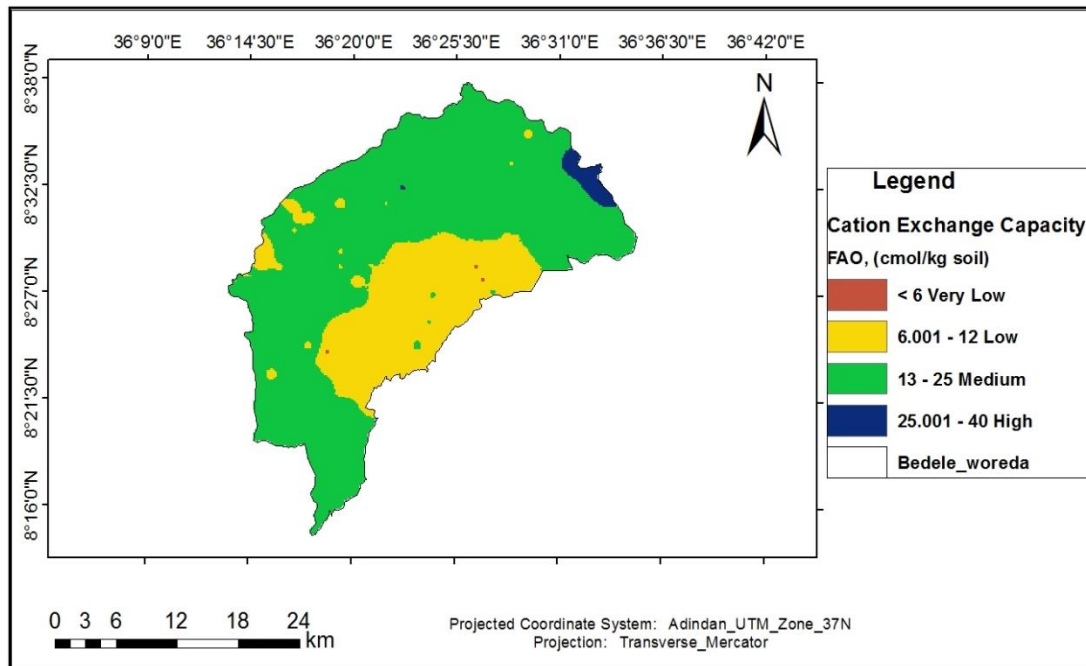 36°9'0"E 36°14'30"E 36°20'0"E 36°25'30"E 36°31'0"E 36°36'30"E 36°42'0"E
8°38'0"N
8°32'30"N
8°27'0"N
8°21'30"N
8°16'0"N
N
Legend
Cation Exchange Capacity
FAO, (cmol/kg soil)
< 6 Very Low
6.001 - 12 Low
13 - 25 Medium
25.001 - 40 High
Bedele_woreda
0 3 6 12 18 24
km
Projected Coordinate System: Adindan_UTM_Zone_37N
Projection: Transverse_Mercator